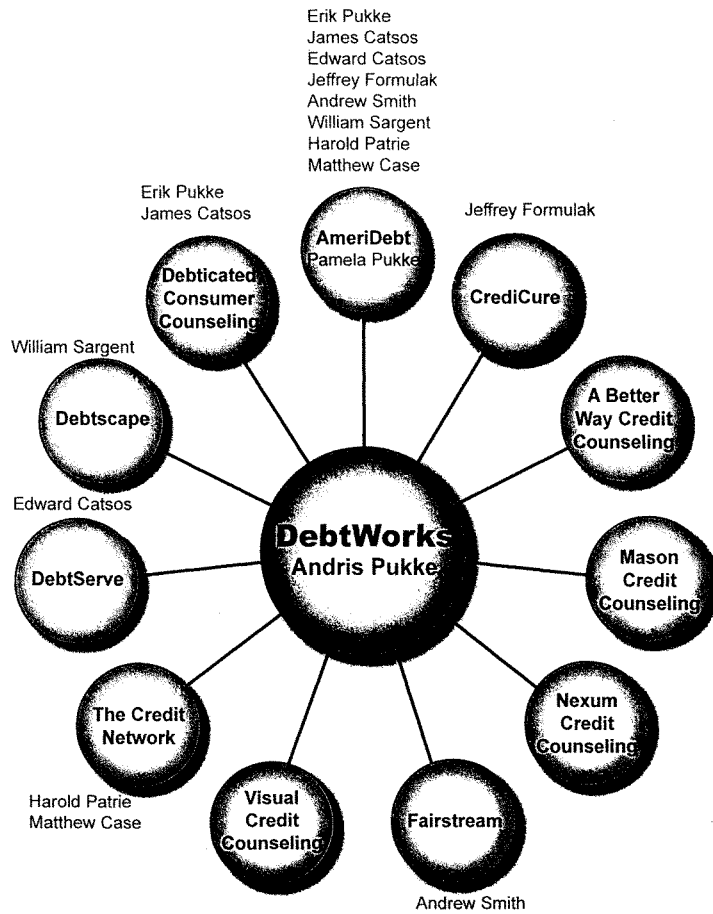 Erik Pukke
James Catsos
Edward Catsos
Jeffrey Formulak
Andrew Smith
William Sargent
Harold Patrie
Matthew Case
Erik Pukke
James Catsos
Jeffrey Formulak
AmeriDebt
Pamela Pukke
Debticated
Consumer
Counseling
CrediCure
William Sargent
Debtscape
A Better
Way Credit
Counseling
Edward Catsos
DebtServe
DebtWorks
Andris Pukke
Mason
Credit
Counseling
The Credit
Network
Nexum
Credit
Counseling
Harold Patrie
Matthew Case
Visual
Credit
Counseling
Fairstream
Andrew Smith